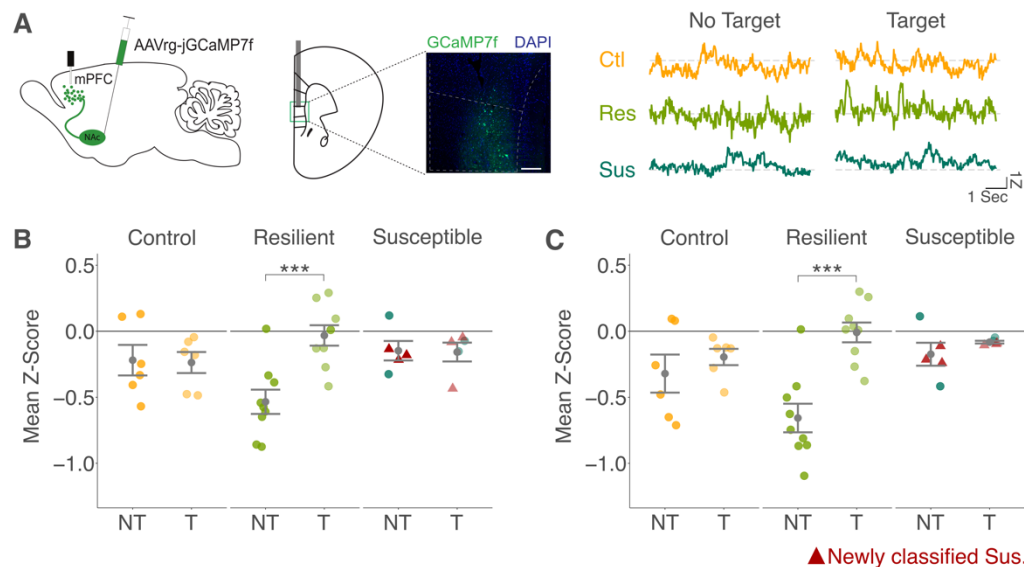 A
AAVrg-jGCaMP7f
mPFC
NAc
GCaMP7f DAPI
No Target Target
Ctl
Res
Sus
1Z
1 Sec
B
Control Resilient Susceptible
***
0.5
0.0
−0.5
−1.0
Mean Z-Score
NT T NT T NT T
C
Control Resilient Susceptible
***
0.5
0.0
−0.5
−1.0
Mean Z-Score
NT T NT T NT T
Newly classified Sus.